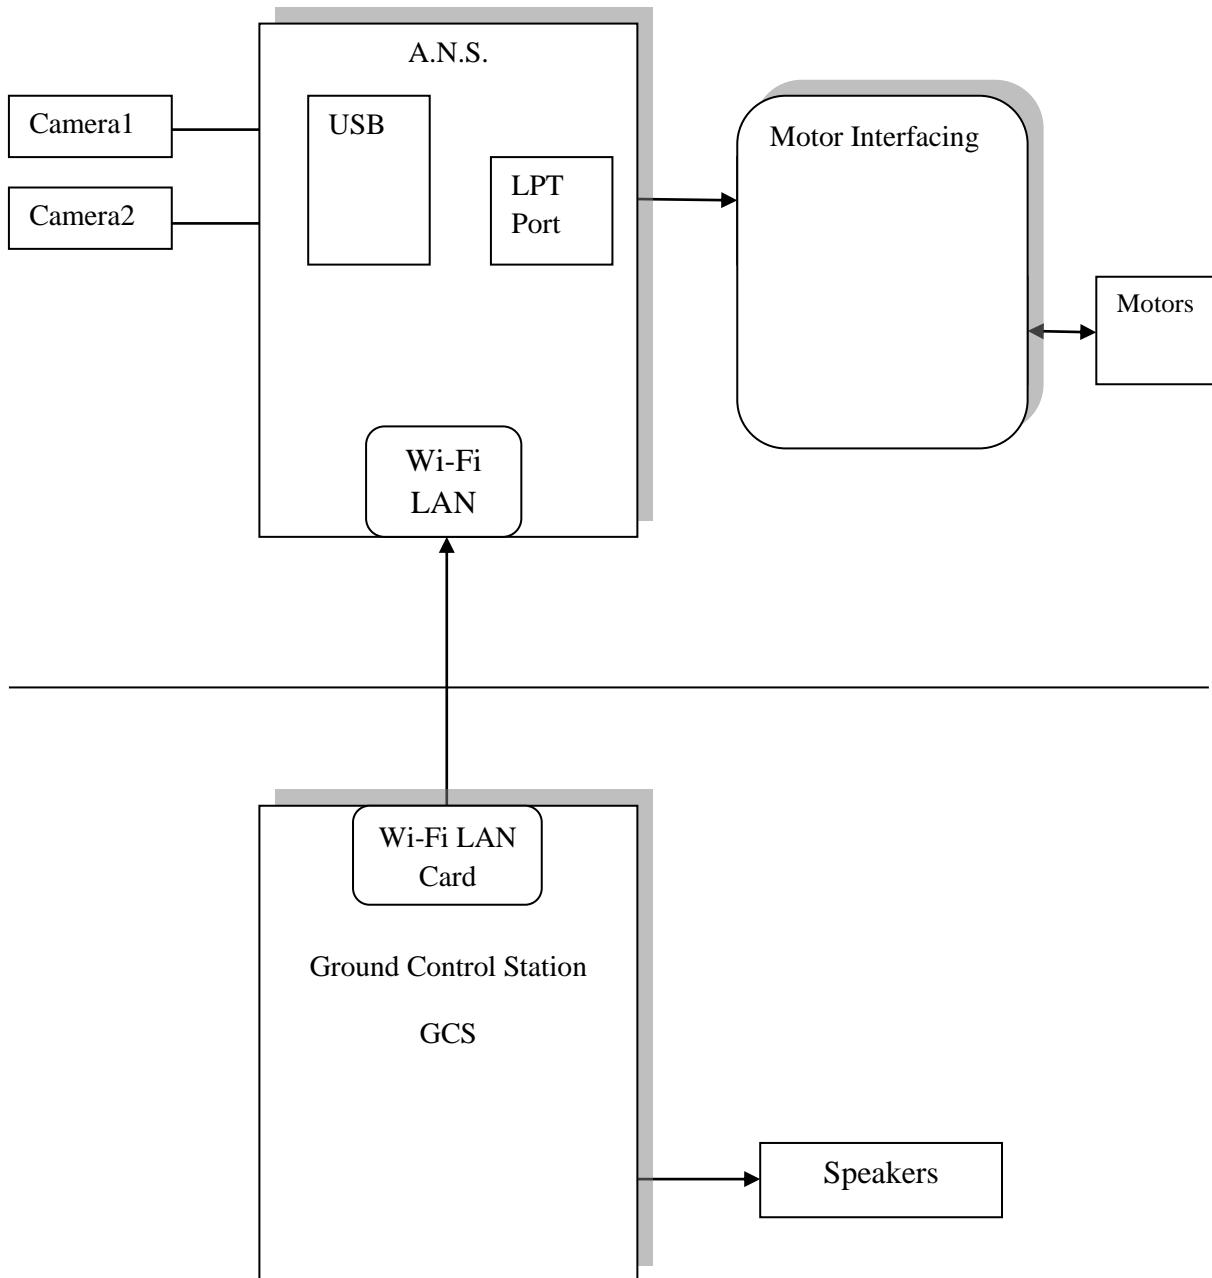 A.N.S.
Camera1
USB
Motor Interfacing
LPT
Port
Camera2
Motors
Wi-Fi
LAN
Wi-Fi LAN
Card
Ground Control Station
GCS
Speakers